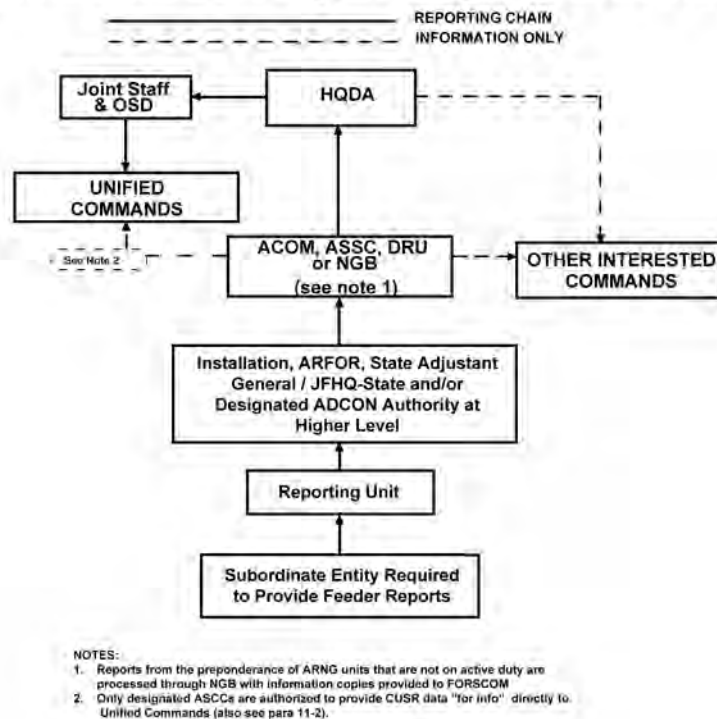 REPORTING CHAIN
INFORMATION ONLY
Joint Staff
& OSD
HQDA
UNIFIED
COMMANDS
See Note 2
ACOM, ASSC, DRU
or NGB
(see note 1)
OTHER INTERESTED
COMMANDS
Installation, ARFOR, State Adjustant
General / JFHQ-State and/or
Designated ADCON Authority at
Higher Level
Reporting Unit
Subordinate Entity Required
to Provide Feeder Reports
NOTES:
1. Reports from the preponderance of ARNG units that are not on active duty are
processed through NGB with information copies provided to FORSCOM
2. Only designated ASCCs are authorized to provide CUSR data "for info" directly to
Unified Commands (also see para 11-2).